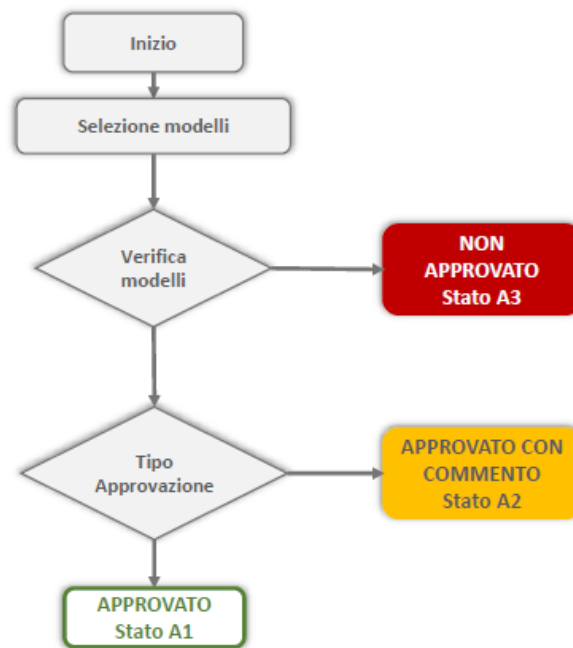 Inizio
Selezione modelli
Verifica
modelli
NON
APPROVATO
Stato A3
Tipo
Approvazione
APPROVATO CON
COMMENTO
Stato A2
APPROVATO
Stato A1